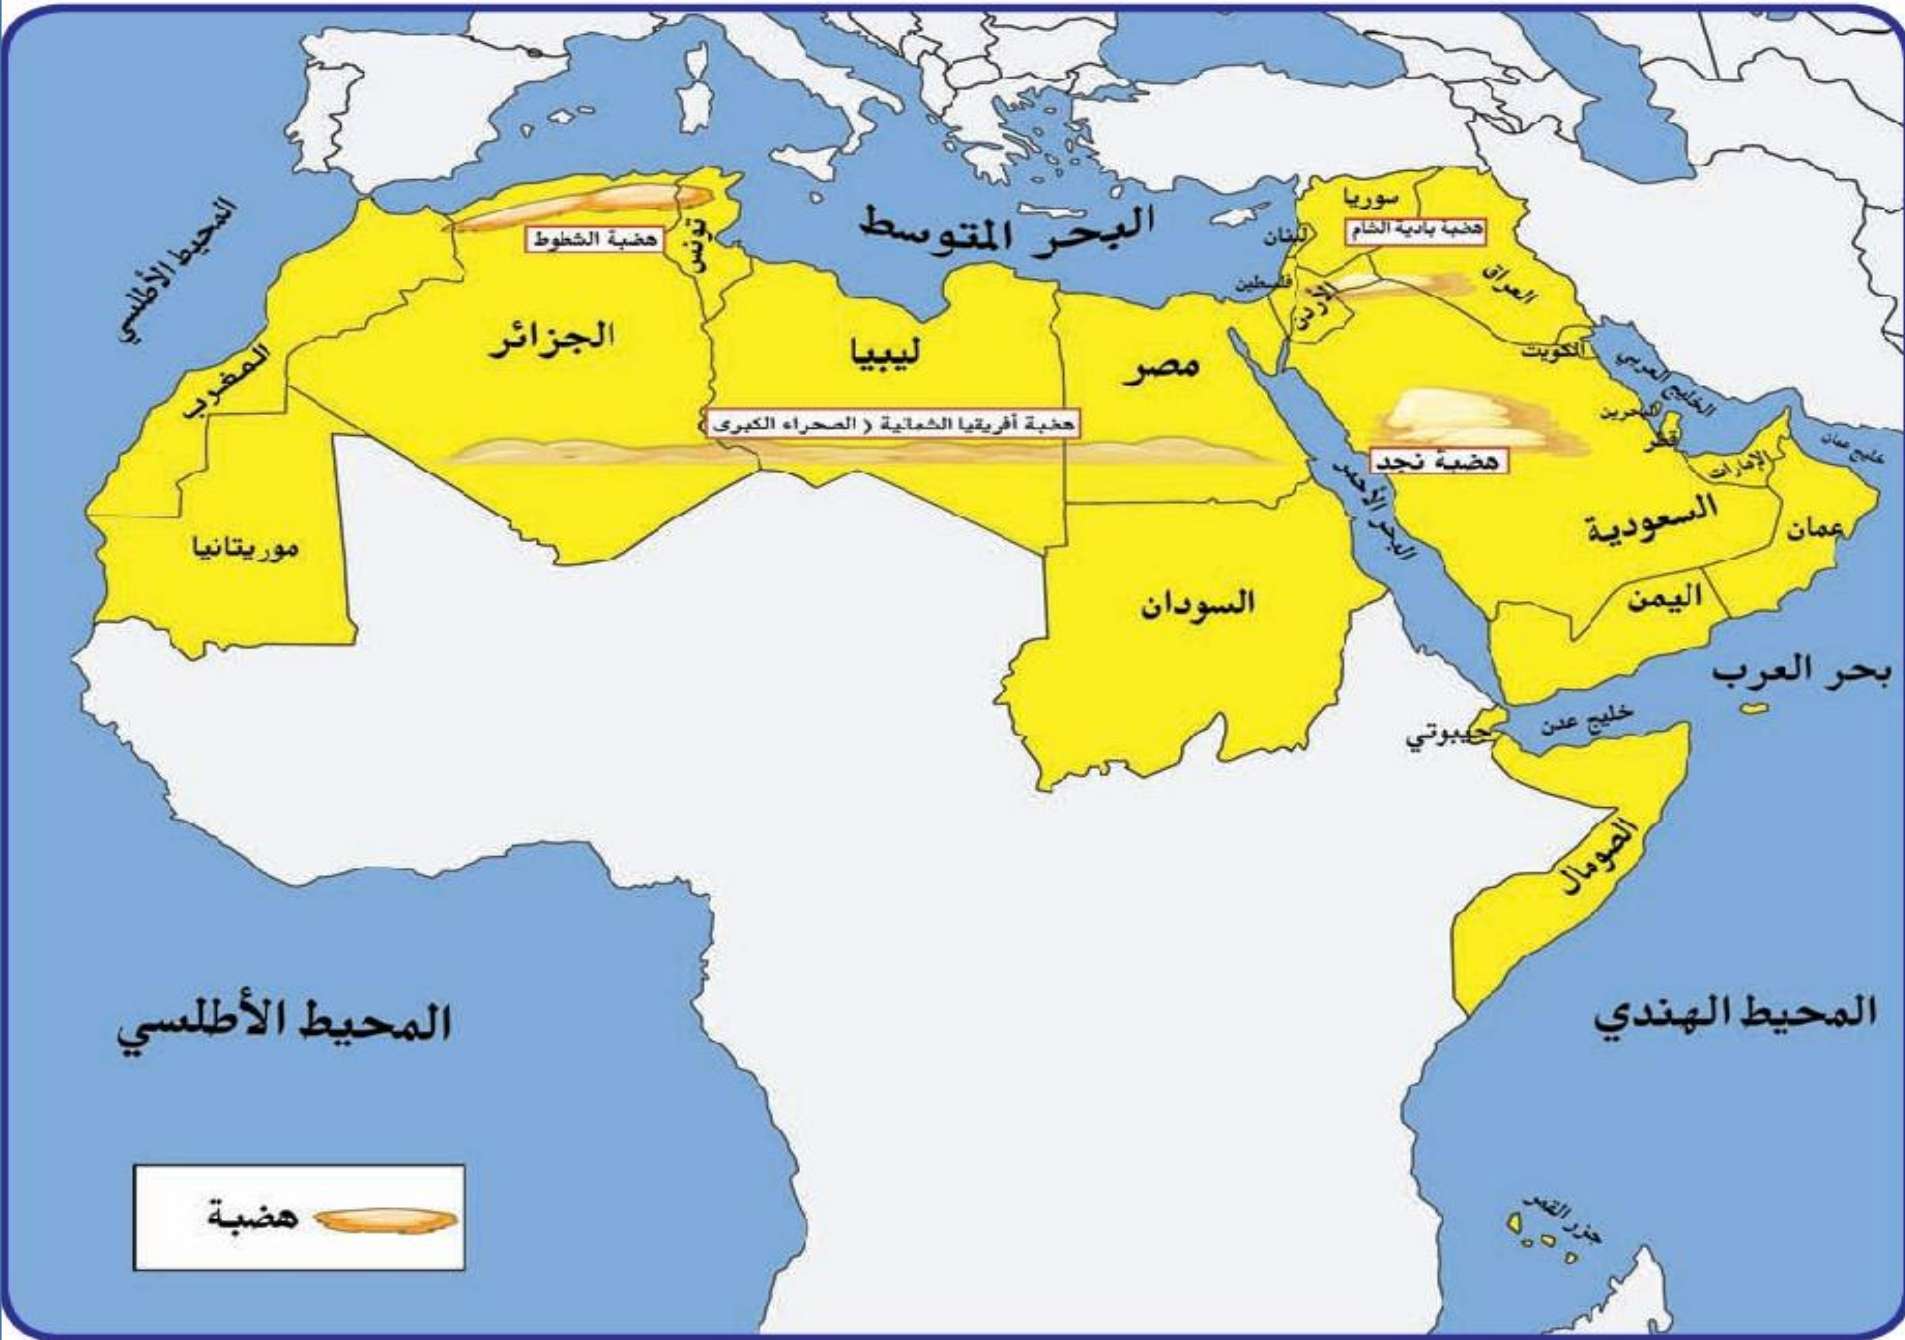 المحيط الأطلسي
البحر المتوسط
سوريا
هضبة بادية الشام
لبنان
العراق
فلسطين
الأردن
هضبة الشطوط
تونس
الجزائر
ليبيا
مصر
المغرب
الكويت
الخليج العربي
البحرين
قطر
الإمارات
خليج عمان
هضبة أفريقيا الشمالية ( الصحراء الكبرى
هضبة نجد
البحر الأحمر
السعودية
عمان
موريتانيا
السودان
اليمن
بحر العرب
خليج عدن
جيبوتي
الصومال
المحيط الأطلسي
المحيط الهندي
جزر القمر
هضبة